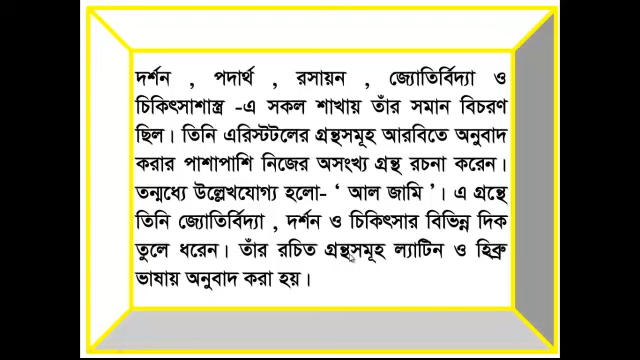 দর্শন , পদার্থ , রসায়ন , জ্যোতির্বিদ্যা ও
চিকিৎসাশাস্ত্র -এ সকল শাখায় তাঁর সমান বিচরণ
ছিল। তিনি এরিস্টটলের গ্রন্থসমূহ আরবিতে অনুবাদ
করার পাশাপাশি নিজের অসংখ্য গ্রন্থ রচনা করেন।
তন্মধ্যে উল্লেখযোগ্য হলো- ‘ আল জামি ’। এ গ্রন্থে
তিনি জ্যোতির্বিদ্যা , দর্শন ও চিকিৎসার বিভিন্ন দিক
তুলে ধরেন। তাঁর রচিত গ্রন্থসমূহ ল্যাটিন ও হিব্রু
ভাষায় অনুবাদ করা হয়।